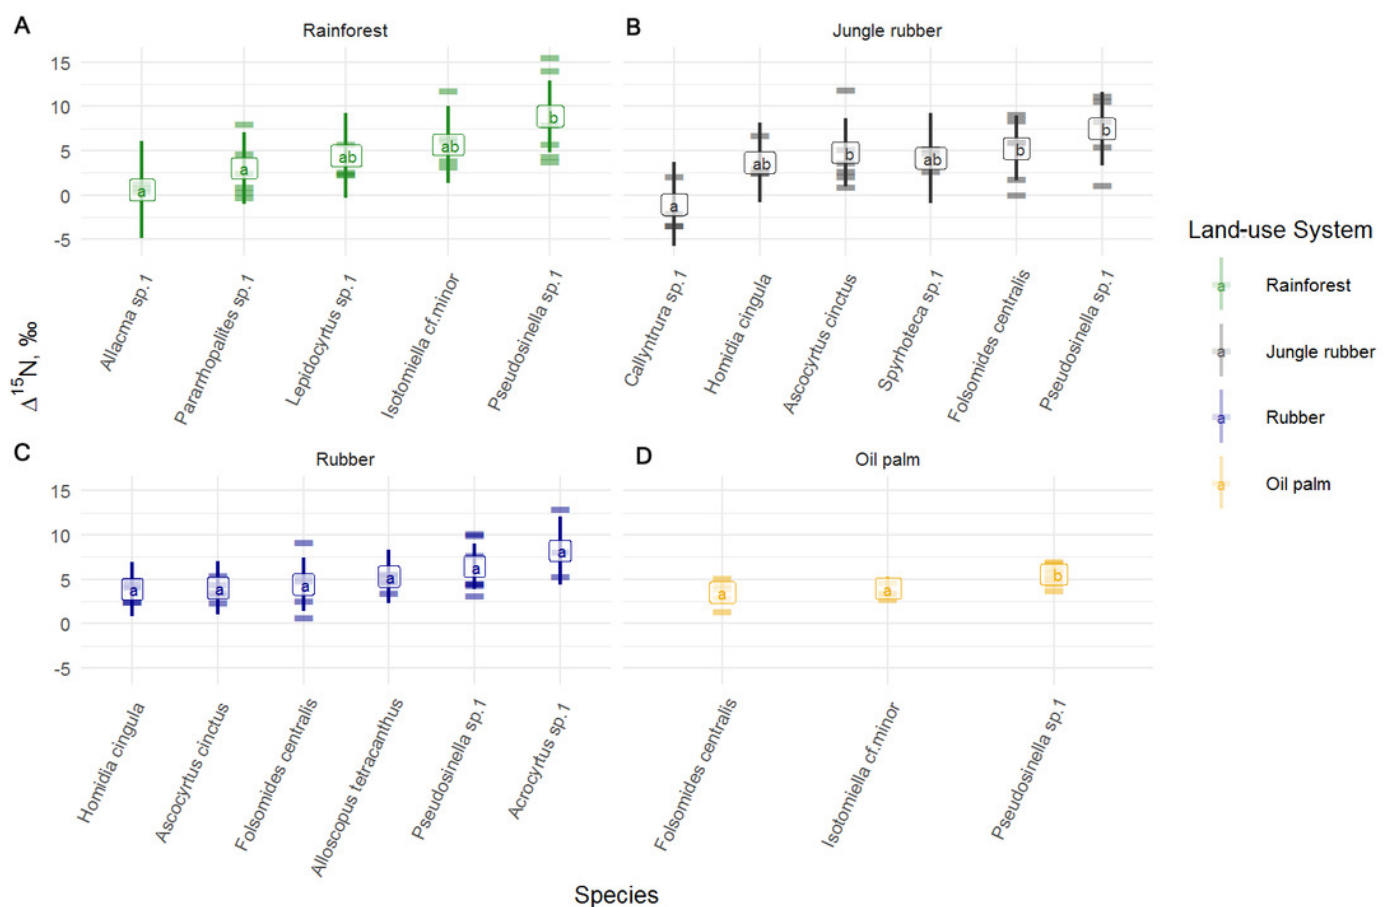 A
Rainforest
15
10
5
0
-5
a
a
ab
ab
b
Allacma sp.1
Pararrhopalites sp.1
Lepidocyrtus sp.1
Isotomiella cf.minor
Pseudosinella sp.1
B
Jungle rubber
a
ab
b
ab
b
b
Callyntrura sp.1
Homidia cingula
Ascocyrtus cinctus
Spyrhoteca sp.1
Folsomides centralis
Pseudosinella sp.1
Δ¹⁵N, ‰
C
Rubber
15
10
5
0
-5
a
a
a
a
a
a
Homidia cingula
Ascocyrtus cinctus
Folsomides centralis
Alloscopus tetracanthus
Pseudosinella sp.1
Acrocyrtus sp.1
D
Oil palm
a
a
b
Folsomides centralis
Isotomiella cf.minor
Pseudosinella sp.1
Species
Land-use System
a Rainforest
a Jungle rubber
a Rubber
a Oil palm